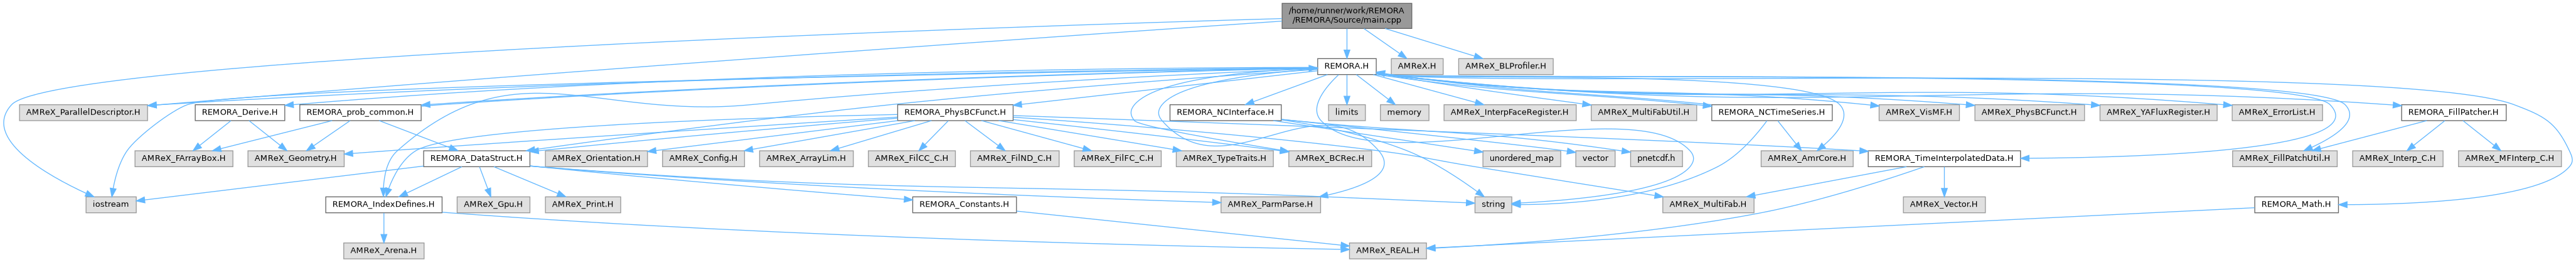 /home/runner/work/REMORA
/REMORA/Source/main.cpp
REMORA.H
AMReX.H
AMReX_BLProfiler.H
AMReX_ParallelDescriptor.H
REMORA_Derive.H
REMORA_prob_common.H
REMORA_PhysBCFunct.H
REMORA_NCInterface.H
limits
memory
AMReX_InterpFaceRegister.H
AMReX_MultiFabUtil.H
REMORA_NCTimeSeries.H
AMReX_VisMF.H
AMReX_PhysBCFunct.H
AMReX_YAFluxRegister.H
AMReX_ErrorList.H
REMORA_FillPatcher.H
AMReX_FArrayBox.H
AMReX_Geometry.H
REMORA_DataStruct.H
AMReX_Orientation.H
AMReX_Config.H
AMReX_ArrayLim.H
AMReX_FilCC_C.H
AMReX_FilND_C.H
AMReX_FilFC_C.H
AMReX_TypeTraits.H
AMReX_BCRec.H
unordered_map
vector
pnetcdf.h
AMReX_AmrCore.H
REMORA_TimeInterpolatedData.H
AMReX_FillPatchUtil.H
AMReX_Interp_C.H
AMReX_MFInterp_C.H
iostream
REMORA_IndexDefines.H
AMReX_Gpu.H
AMReX_Print.H
REMORA_Constants.H
AMReX_ParmParse.H
string
AMReX_MultiFab.H
AMReX_Vector.H
REMORA_Math.H
AMReX_Arena.H
AMReX_REAL.H